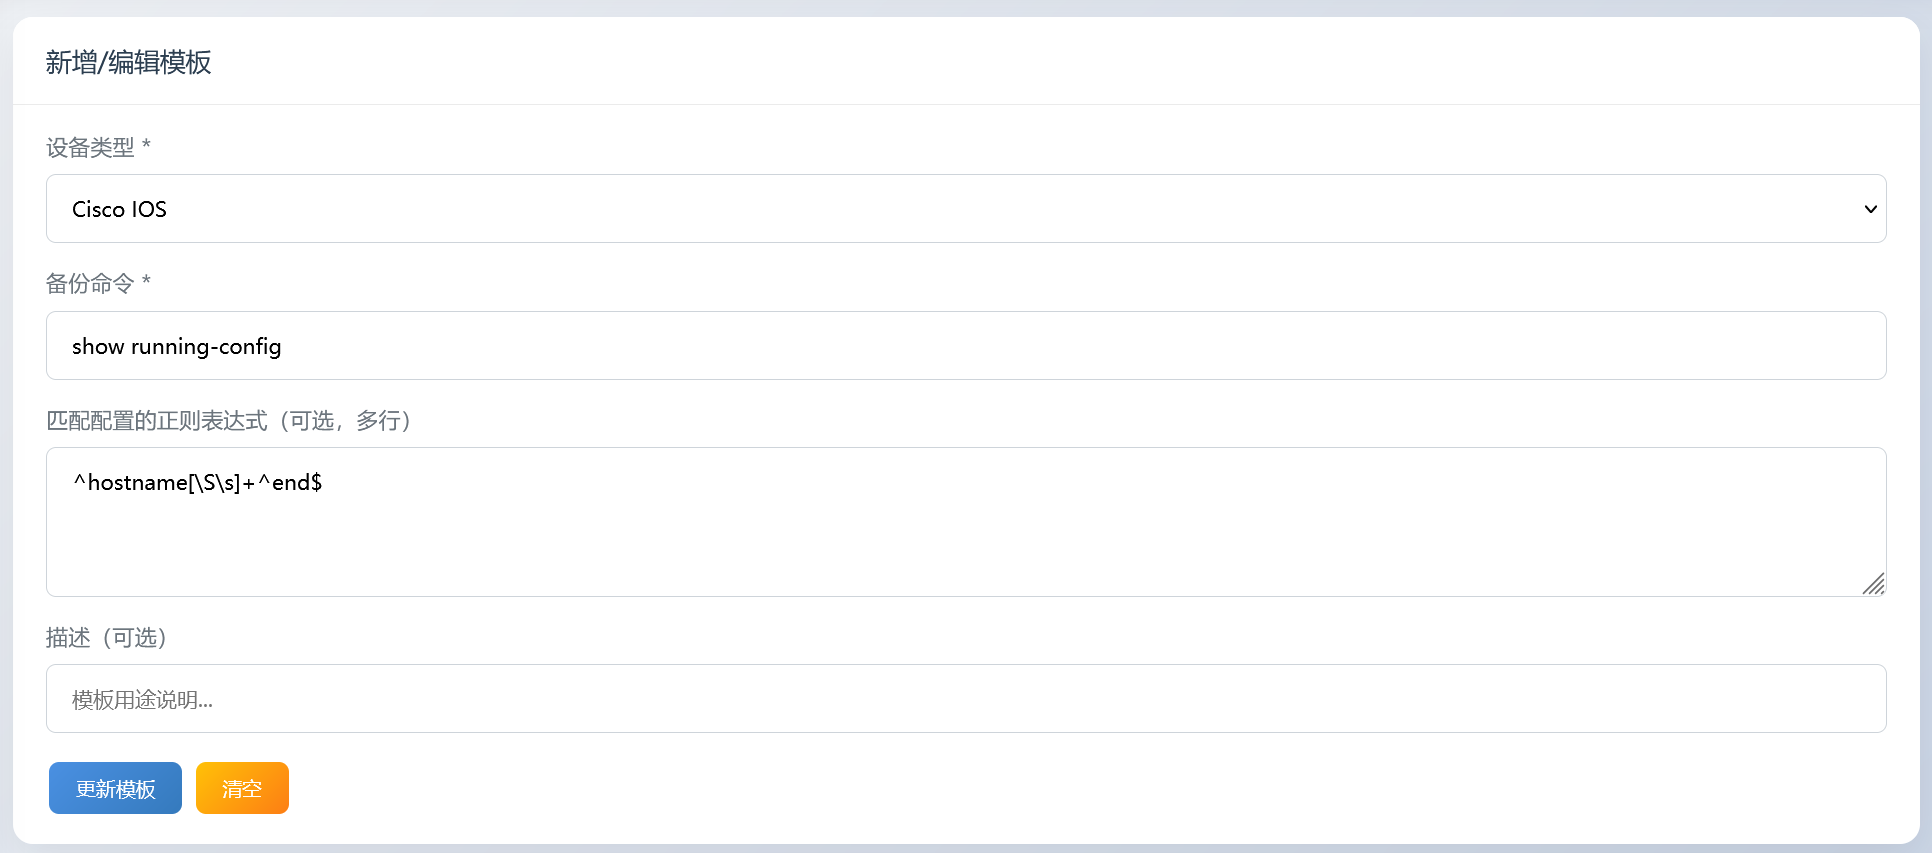 新增/编辑模板
设备类型 *
Cisco IOS
备份命令 *
show running-config
匹配配置的正则表达式（可选，多行）
^hostname[\S\s]+^end$
描述（可选）
模板用途说明...
更新模板
清空